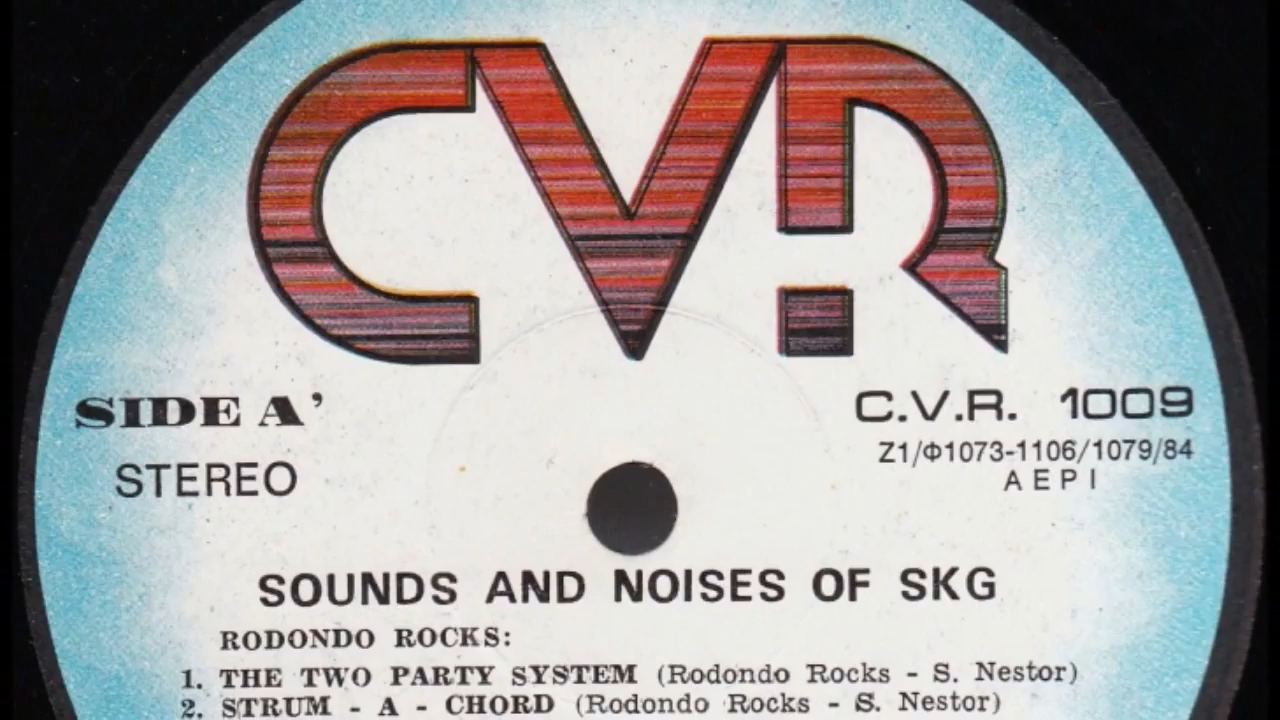 CVR
SIDE A’
STEREO
C.V.R. 1009
Z1/Φ1073-1106/1079/84
AEPI
SOUNDS AND NOISES OF SKG
RODONDO ROCKS:
1. THE TWO PARTY SYSTEM (Rodondo Rocks - S. Nestor)
2. STRUM - A - CHORD (Rodondo Rocks - S. Nestor)